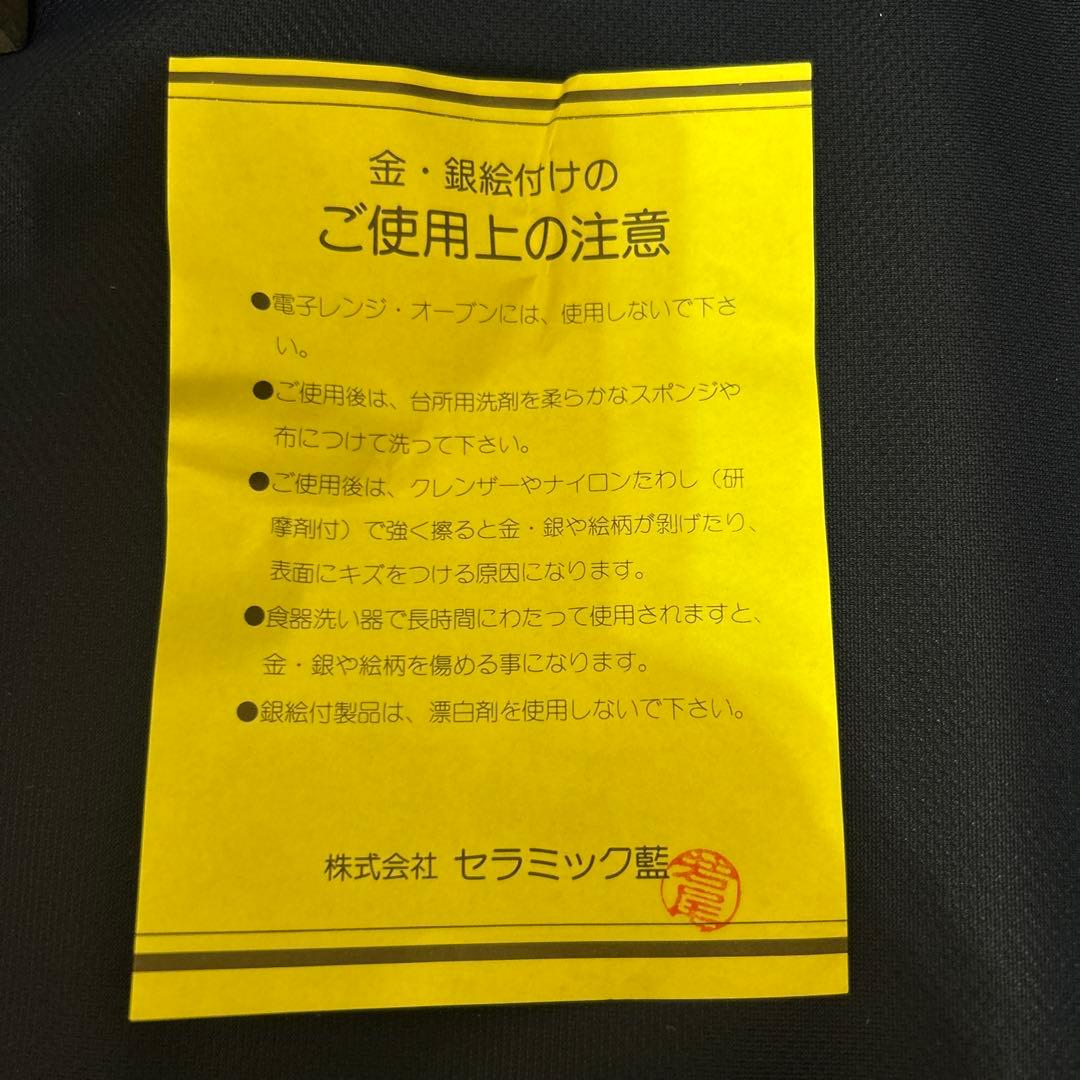 金・銀絵付けの
ご使用上の注意
●電子レンジ・オーブンには、使用しないで下さ
い。
●ご使用後は、台所用洗剤を柔らかなスポンジや
布につけて洗って下さい。
●ご使用後は、クレンザーやナイロンたわし（研
摩剤付）で強く擦ると金・銀や絵柄が剥げたり、
表面にキズをつける原因になります。
●食器洗い器で長時間にわたって使用されますと、
金・銀や絵柄を傷める事になります。
●銀絵付製品は、漂白剤を使用しないで下さい。
株式会社 セラミック藍